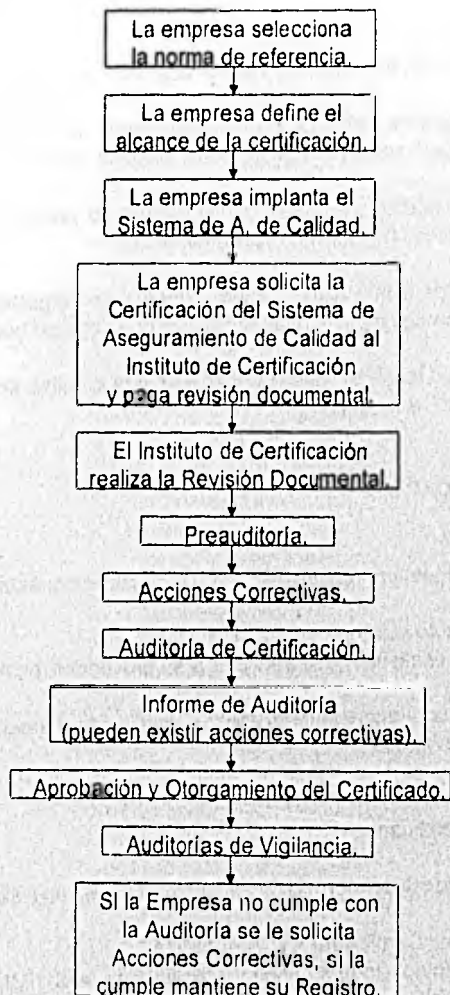 La empresa selecciona
la norma de referencia.
La empresa define el
alcance de la certificación.
La empresa implanta el
Sistema de A. de Calidad.
La empresa solicita la
Certificación del Sistema de
Aseguramiento de Calidad al
Instituto de Certificación
y paga revisión documental.
El Instituto de Certificación
realiza la Revisión Documental.
Preauditoría.
Acciones Correctivas.
Auditoría de Certificación.
Informe de Auditoría
(pueden existir acciones correctivas).
Aprobación y Otorgamiento del Certificado.
Auditorías de Vigilancia.
SI la Empresa no cumple con
la Auditoría se le solicita
Acciones Correctivas, si la
cumple mantiene su Registro.